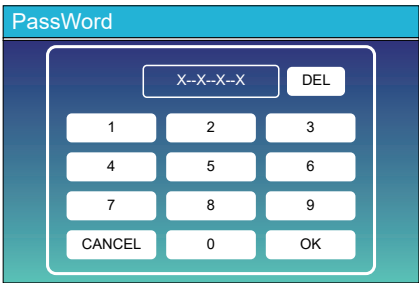 PassWord
X--X--X--X DEL
1 2 3
4 5 6
7 8 9
CANCEL 0 OK